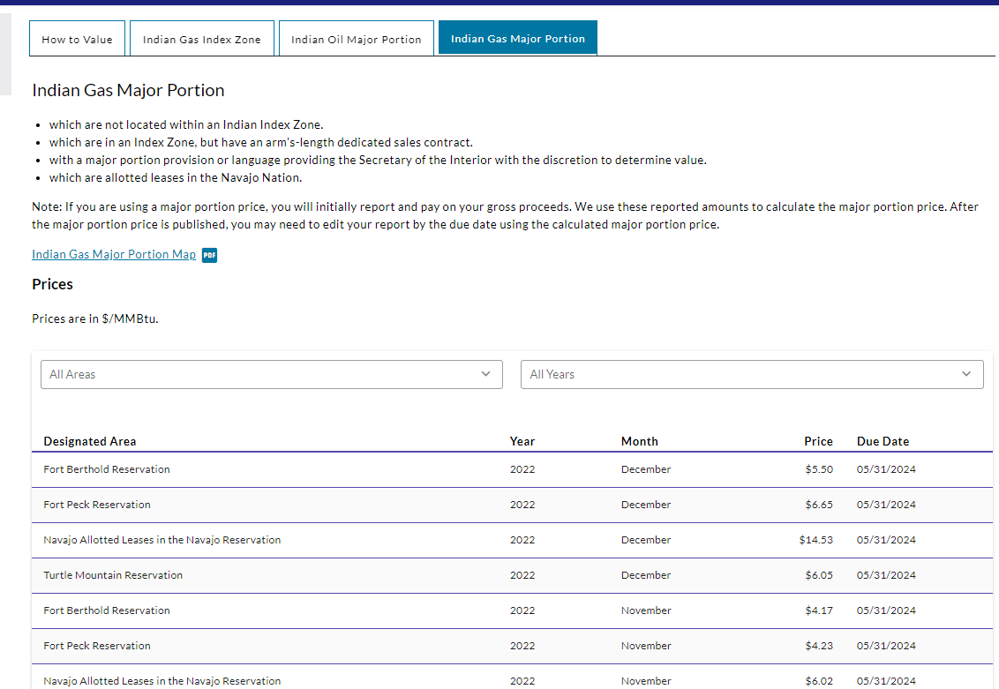 How to Value Indian Gas Index Zone Indian Oil Major Portion Indian Gas Major Portion
Indian Gas Major Portion
• which are not located within an Indian Index Zone.
• which are in an Index Zone, but have an arm's-length dedicated sales contract.
• with a major portion provision or language providing the Secretary of the Interior with the discretion to determine value.
• which are allotted leases in the Navajo Nation.
Note: If you are using a major portion price, you will initially report and pay on your gross proceeds. We use these reported amounts to calculate the major portion price. After
the major portion price is published, you may need to edit your report by the due date using the calculated major portion price.
Indian Gas Major Portion Map PDF
Prices
Prices are in $/MMBtu.
All Areas All Years
Designated Area Year Month Price Due Date
Fort Berthold Reservation 2022 December $5.50 05/31/2024
Fort Peck Reservation 2022 December $6.65 05/31/2024
Navajo Allotted Leases in the Navajo Reservation 2022 December $14.53 05/31/2024
Turtle Mountain Reservation 2022 December $6.05 05/31/2024
Fort Berthold Reservation 2022 November $4.17 05/31/2024
Fort Peck Reservation 2022 November $4.23 05/31/2024
Navajo Allotted Leases in the Navajo Reservation 2022 November $6.02 05/31/2024